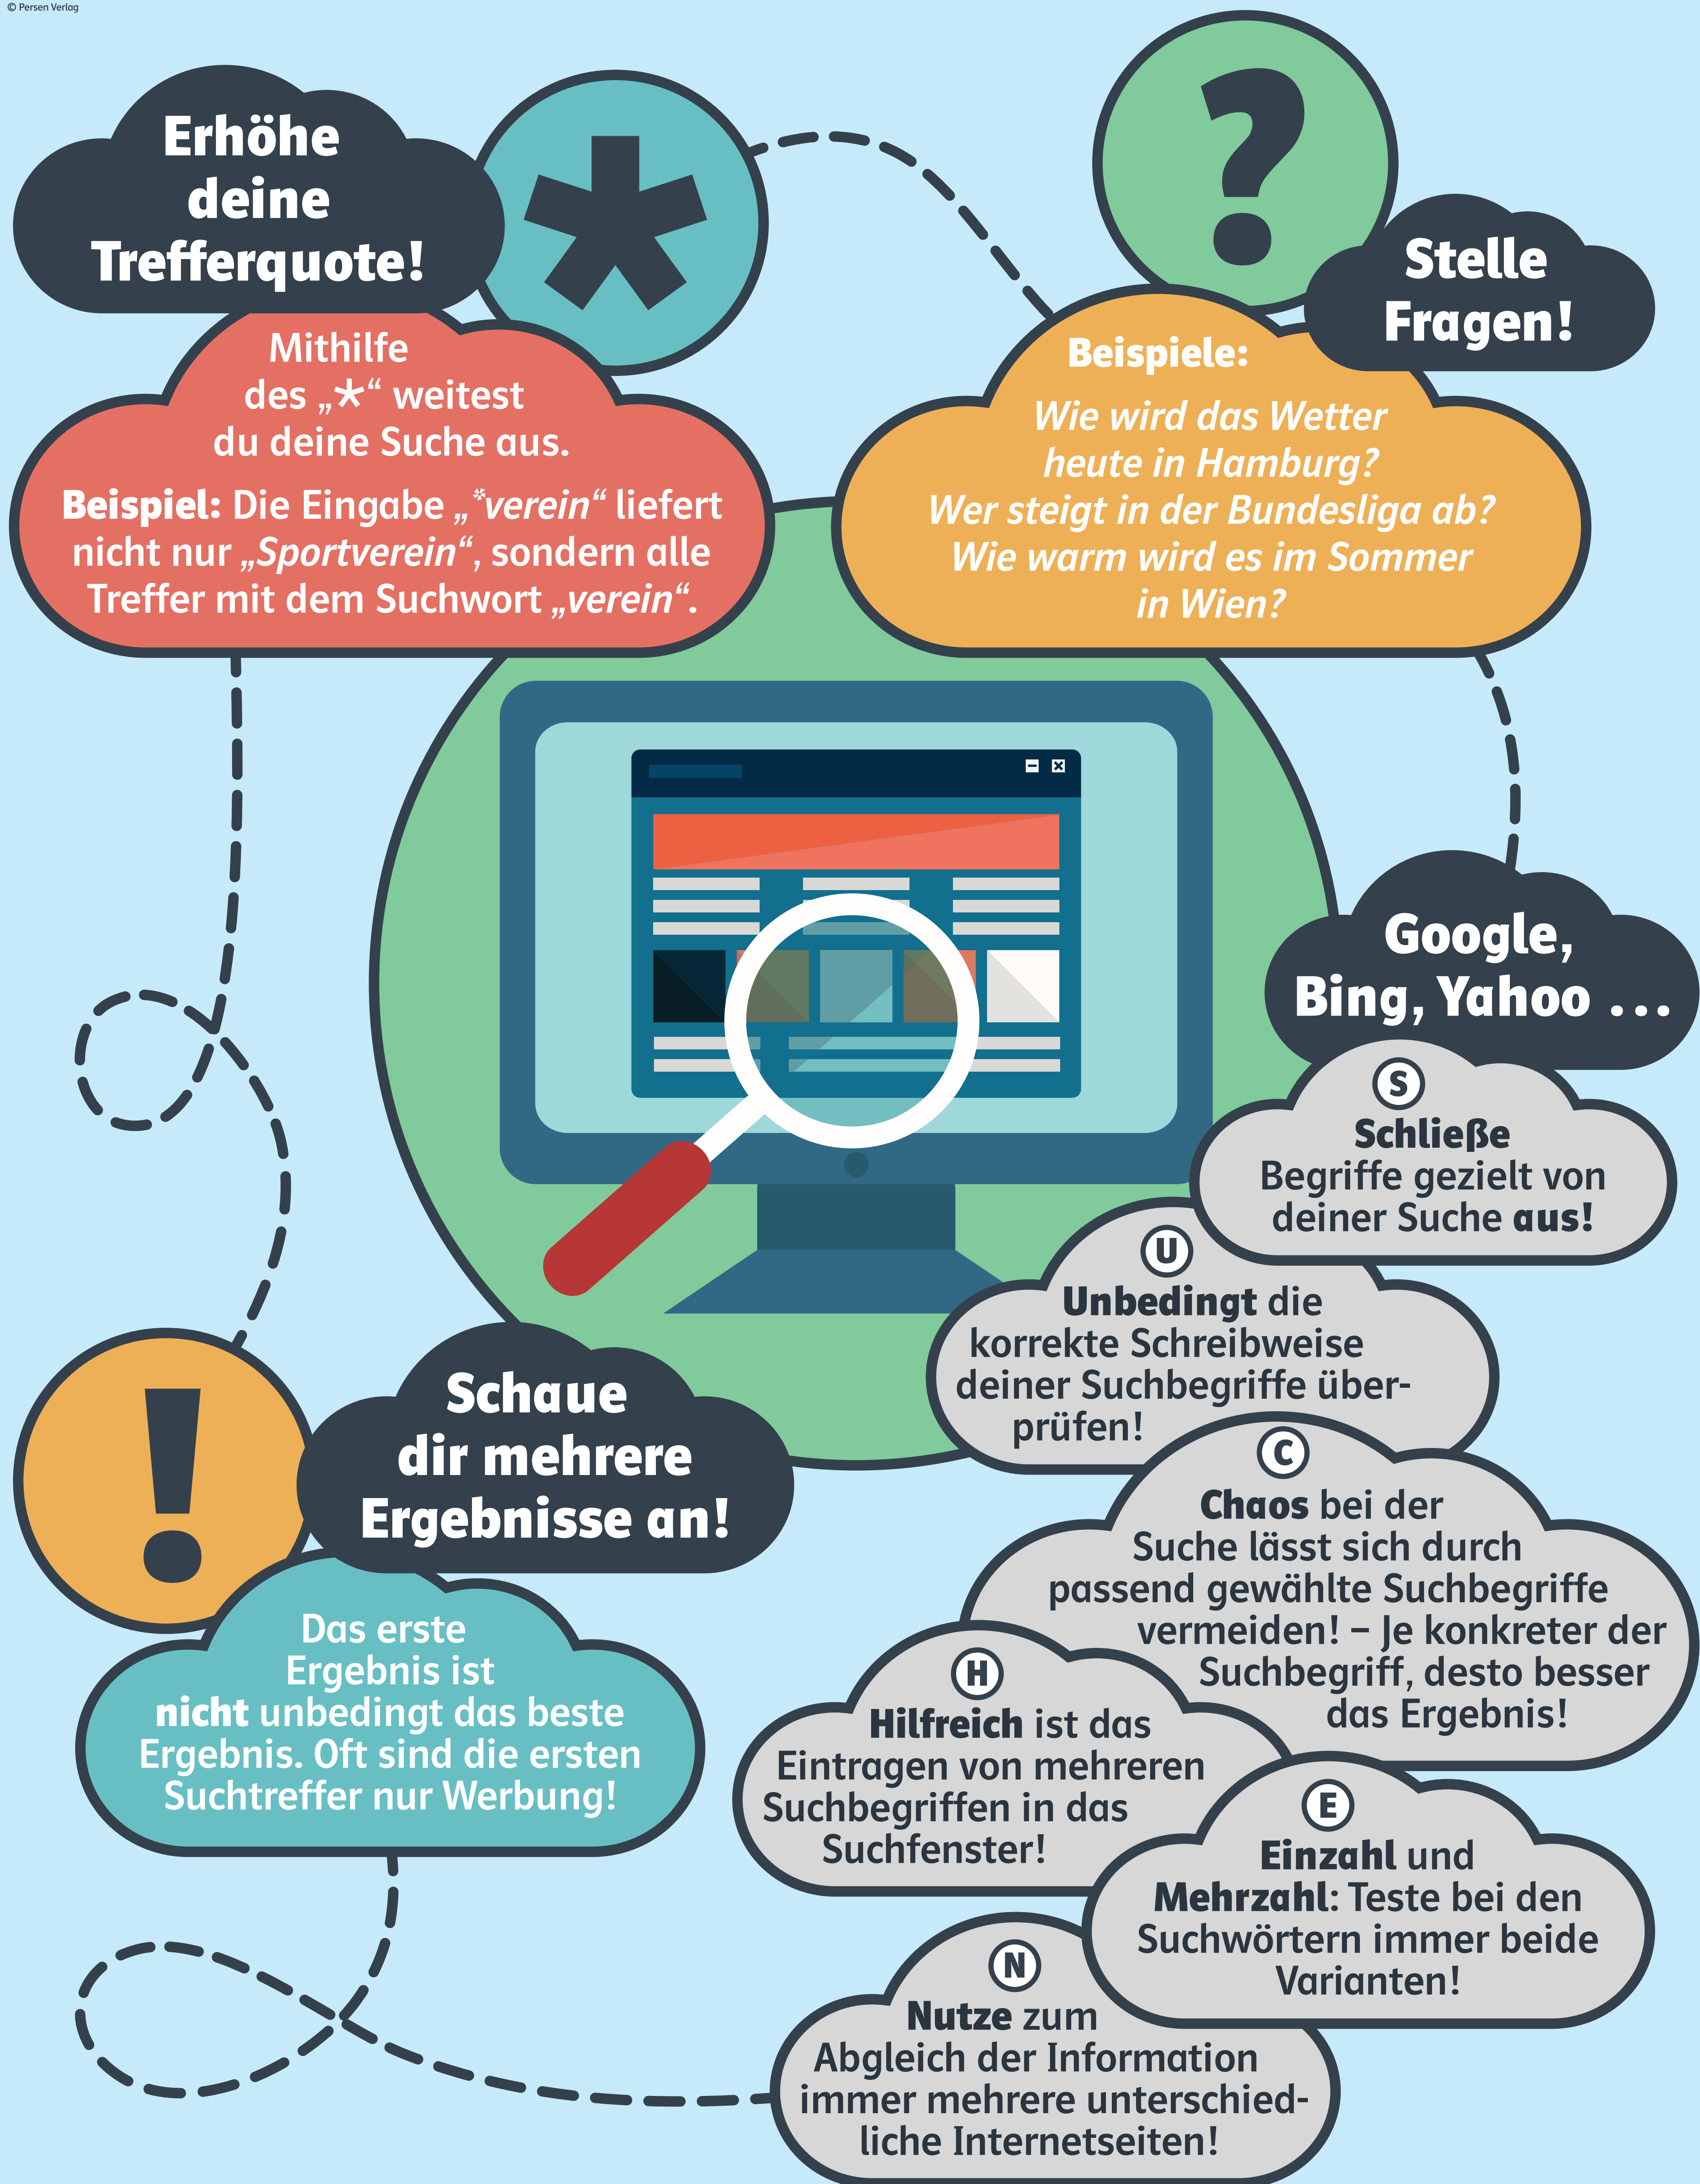 © Persen Verlag
Erhöhe
deine
Trefferquote!
*
Mithilfe
des „*“ weitest
du deine Suche aus.
Beispiel: Die Eingabe „*verein“ liefert
nicht nur „Sportverein“, sondern alle
Treffer mit dem Suchwort „verein“.
?
Stelle
Fragen!
Beispiele:
Wie wird das Wetter
heute in Hamburg?
Wer steigt in der Bundesliga ab?
Wie warm wird es im Sommer
in Wien?
Google,
Bing, Yahoo ...
S
Schließe
Begriffe gezielt von
deiner Suche aus!
U
Unbedingt die
korrekte Schreibweise
deiner Suchbegriffe über-
prüfen!
C
Chaos bei der
Suche lässt sich durch
passend gewählte Suchbegriffe
vermeiden! – Je konkreter der
Suchbegriff, desto besser
das Ergebnis!
H
Hilfreich ist das
Eintragen von mehreren
Suchbegriffen in das
Suchfenster!
E
Einzahl und
Mehrzahl: Teste bei den
Suchwörtern immer beide
Varianten!
N
Nutze zum
Abgleich der Information
immer mehrere unterschied-
liche Internetseiten!
!
Schaue
dir mehrere
Ergebnisse an!
Das erste
Ergebnis ist
nicht unbedingt das beste
Ergebnis. Oft sind die ersten
Suchtreffer nur Werbung!